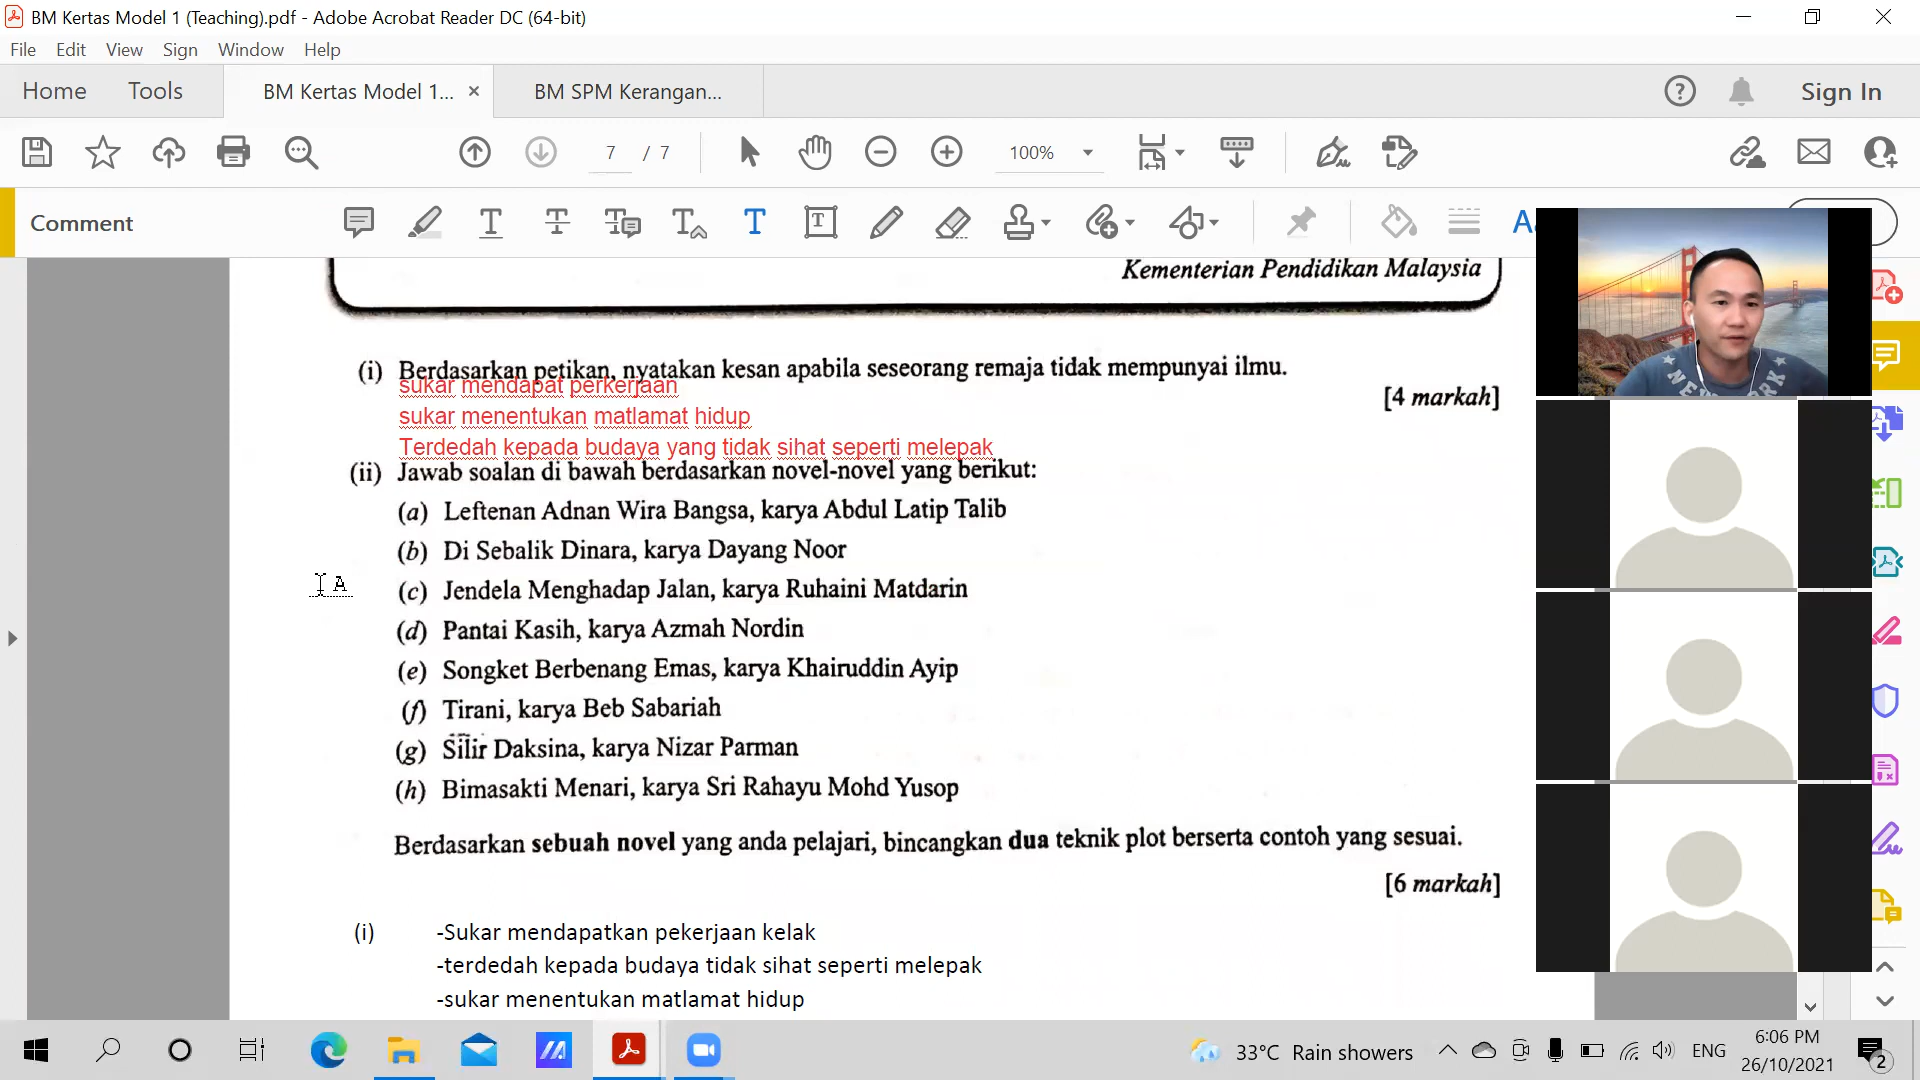 BM Kertas Model 1 (Teaching).pdf - Adobe Acrobat Reader DC (64-bit)
File Edit View Sign Window Help
Home Tools BM Kertas Model 1... × BM SPM Kerangan... Sign In
7 / 7 100%
Comment
Kementerian Pendidikan Malaysia
(i) Berdasarkan petikan, nyatakan kesan apabila seseorang remaja tidak mempunyai ilmu.
sukar mendapat perkerjaan
[4 markah]
sukar menentukan matlamat hidup
Terdedah kepada budaya yang tidak sihat seperti melepak
(ii) Jawab soalan di bawah berdasarkan novel-novel yang berikut:
(a) Leftenan Adnan Wira Bangsa, karya Abdul Latip Talib
(b) Di Sebalik Dinara, karya Dayang Noor
(c) Jendela Menghadap Jalan, karya Ruhaini Matdarin
(d) Pantai Kasih, karya Azmah Nordin
(e) Songket Berbenang Emas, karya Khairuddin Ayip
(f) Tirani, karya Beb Sabariah
(g) Silir Daksina, karya Nizar Parman
(h) Bimasakti Menari, karya Sri Rahayu Mohd Yusop
Berdasarkan sebuah novel yang anda pelajari, bincangkan dua teknik plot berserta contoh yang sesuai.
[6 markah]
(i) -Sukar mendapatkan pekerjaan kelak
-terdedah kepada budaya tidak sihat seperti melepak
-sukar menentukan matlamat hidup
33°C Rain showers ENG 6:06 PM
26/10/2021 2